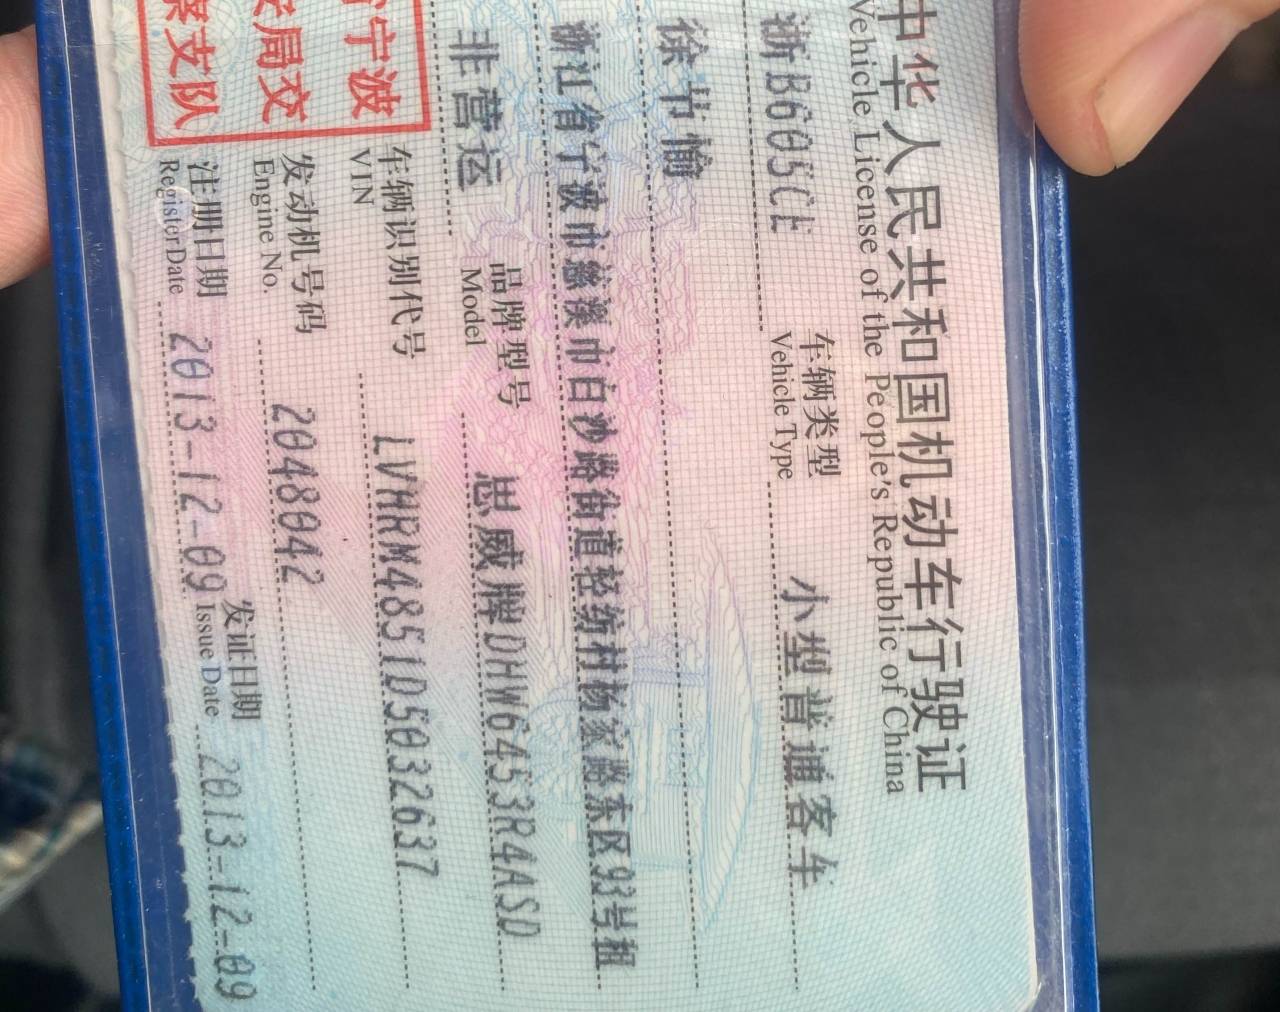 中华人民共和国机动车行驶证
Vehicle License of the People's Republic of China
浙B605CE 车辆类型 小型普通客车
Vehicle Type
徐书愉
浙江省宁波市慈溪市白沙路街道轻纺村杨家路东区93号租
非营运 品牌型号 思威牌DHW6453R4ASD
Model
宁波 车辆识别代号 LVHRM4851D5032637
VIN
局交 发动机号码 2048042
Engine No.
支队 注册日期 2013-12-09 发证日期 2013-12-09
Register Date Issue Date